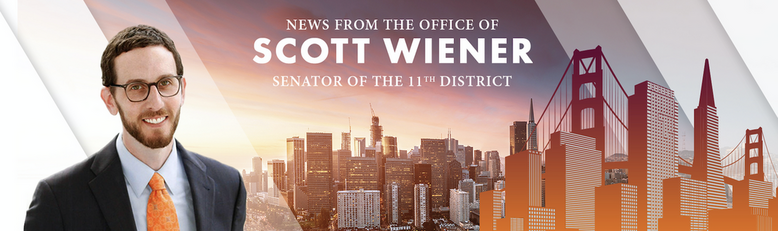 NEWS FROM THE OFFICE OF
SCOTT WIENER
SENATOR OF THE 11TH DISTRICT